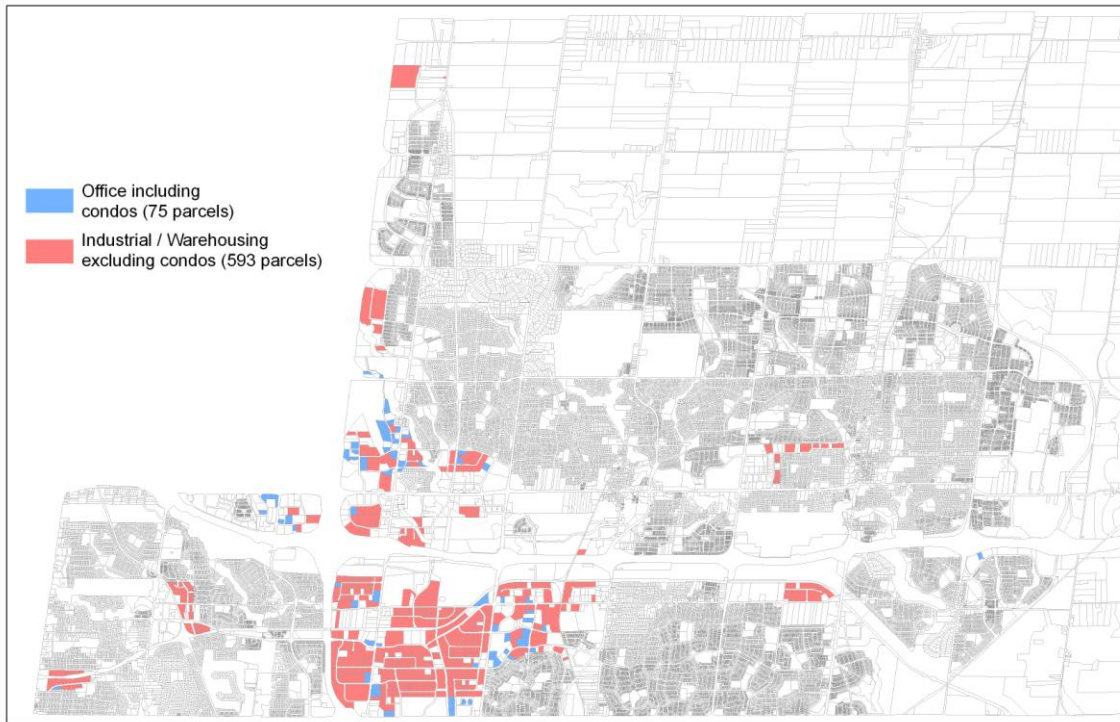 Office including
condos (75 parcels)
Industrial / Warehousing
excluding condos (593 parcels)